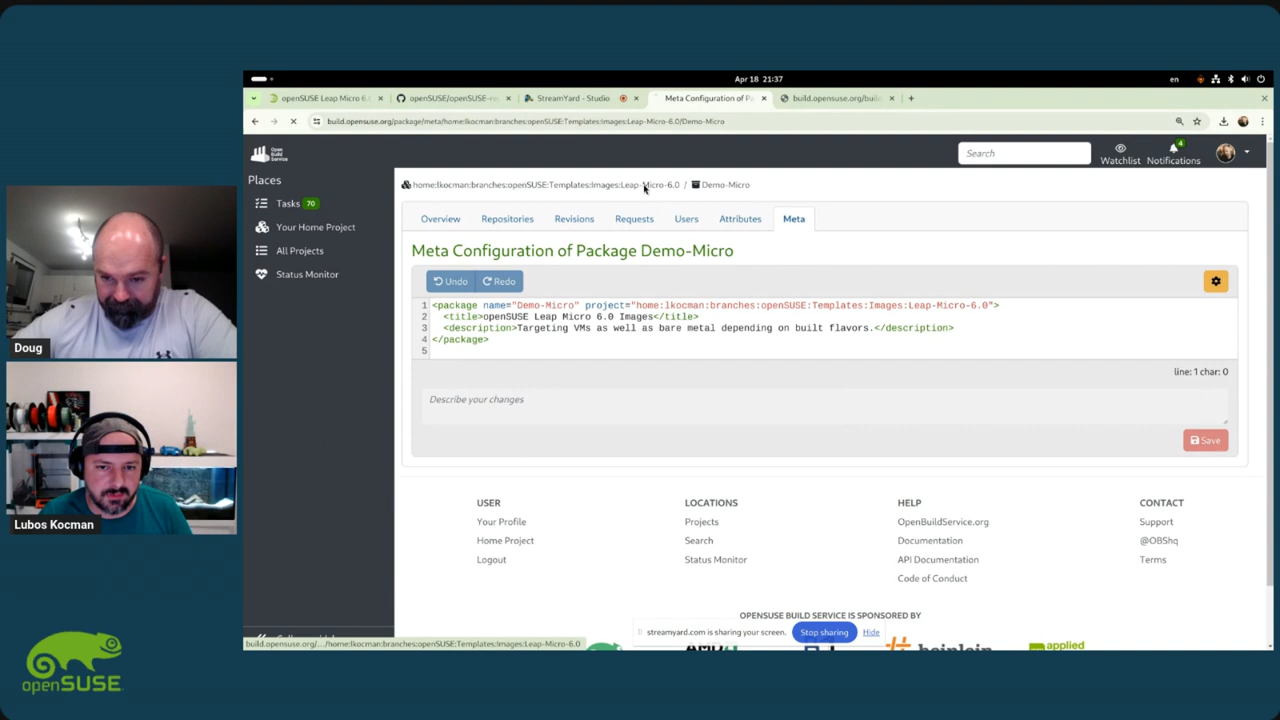 Apr 18 21:37
en
openSUSE Leap Micro 6.
openSUSE/openSUSE-re
StreamYard - Studio
Meta Configuration of P
build.opensuse.org/buil
build.opensuse.org/package/meta/home:lkocman:branches:openSUSE:Templates:Images:Leap-Micro-6.0/Demo-Micro
Open Build Service
Search
Watchlist
4
Notifications
Places
Tasks 70
Your Home Project
All Projects
Status Monitor
home:lkocman:branches:openSUSE:Templates:Images:Leap-Micro-6.0 / Demo-Micro
Overview
Repositories
Revisions
Requests
Users
Attributes
Meta
Meta Configuration of Package Demo-Micro
Undo
Redo
1 <package name="Demo-Micro" project="home:lkocman:branches:openSUSE:Templates:Images:Leap-Micro-6.0">
2 <title>openSUSE Leap Micro 6.0 Images</title>
3 <description>Targeting VMs as well as bare metal depending on built flavors.</description>
4 </package>
5
line: 1 char: 0
Describe your changes
Save
USER
Your Profile
Home Project
Logout
LOCATIONS
Projects
Search
Status Monitor
HELP
OpenBuildService.org
Documentation
API Documentation
Code of Conduct
CONTACT
Support
@OBShq
Terms
OPENSUSE BUILD SERVICE IS SPONSORED BY
streamyard.com is sharing your screen.
Stop sharing
Hide
build.opensuse.org/.../home:lkocman:branches:openSUSE:Templates:Images:Leap-Micro-6.0
AMD
heinlein
applied
Doug
Lubos Kocman
openSUSE